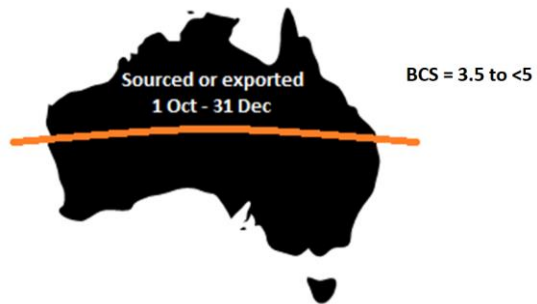 Sourced or exported
1 Oct - 31 Dec
BCS = 3.5 to <5